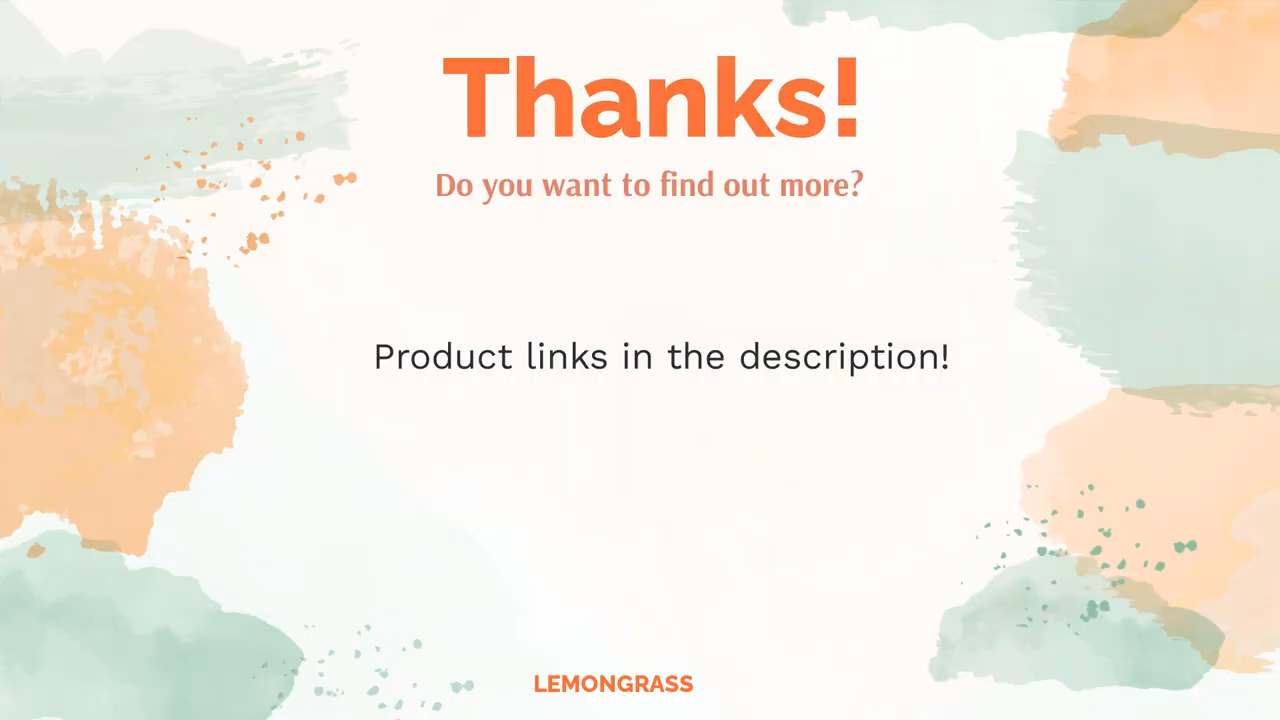 Thanks!
Do you want to find out more?
Product links in the description!
LEMONGRASS